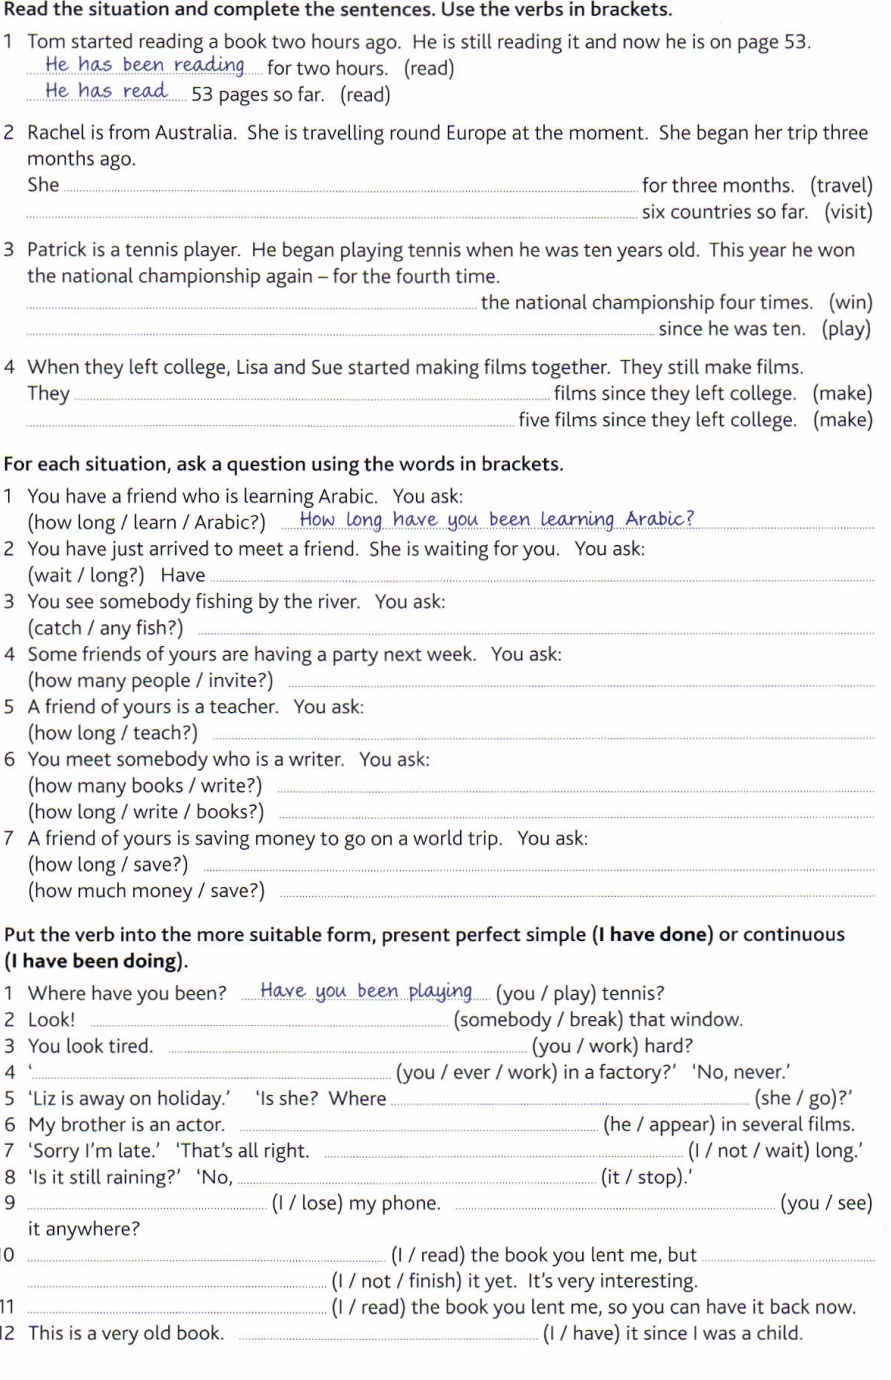 Read the situation and complete the sentences. Use the verbs in brackets.
1 Tom started reading a book two hours ago. He is still reading it and now he is on page 53.
He has been reading for two hours. (read)
He has read 53 pages so far. (read)
2 Rachel is from Australia. She is travelling round Europe at the moment. She began her trip three
months ago.
She for three months. (travel)
six countries so far. (visit)
3 Patrick is a tennis player. He began playing tennis when he was ten years old. This year he won
the national championship again – for the fourth time.
the national championship four times. (win)
since he was ten. (play)
4 When they left college, Lisa and Sue started making films together. They still make films.
They films since they left college. (make)
five films since they left college. (make)
For each situation, ask a question using the words in brackets.
1 You have a friend who is learning Arabic. You ask:
(how long / learn / Arabic?) How long have you been learning Arabic?
2 You have just arrived to meet a friend. She is waiting for you. You ask:
(wait / long?) Have
3 You see somebody fishing by the river. You ask:
(catch / any fish?)
4 Some friends of yours are having a party next week. You ask:
(how many people / invite?)
5 A friend of yours is a teacher. You ask:
(how long / teach?)
6 You meet somebody who is a writer. You ask:
(how many books / write?)
(how long / write / books?)
7 A friend of yours is saving money to go on a world trip. You ask:
(how long / save?)
(how much money / save?)
Put the verb into the more suitable form, present perfect simple (I have done) or continuous
(I have been doing).
1 Where have you been? Have you been playing (you / play) tennis?
2 Look! (somebody / break) that window.
3 You look tired. (you / work) hard?
4 ‘ (you / ever / work) in a factory?’ ‘No, never.’
5 ‘Liz is away on holiday.’ ‘Is she? Where (she / go)?’
6 My brother is an actor. (he / appear) in several films.
7 ‘Sorry I’m late.’ ‘That’s all right. (I / not / wait) long.’
8 ‘Is it still raining?’ ‘No, (it / stop).’
9 (I / lose) my phone. (you / see)
it anywhere?
10 (I / read) the book you lent me, but
(I / not / finish) it yet. It’s very interesting.
11 (I / read) the book you lent me, so you can have it back now.
12 This is a very old book. (I / have) it since I was a child.